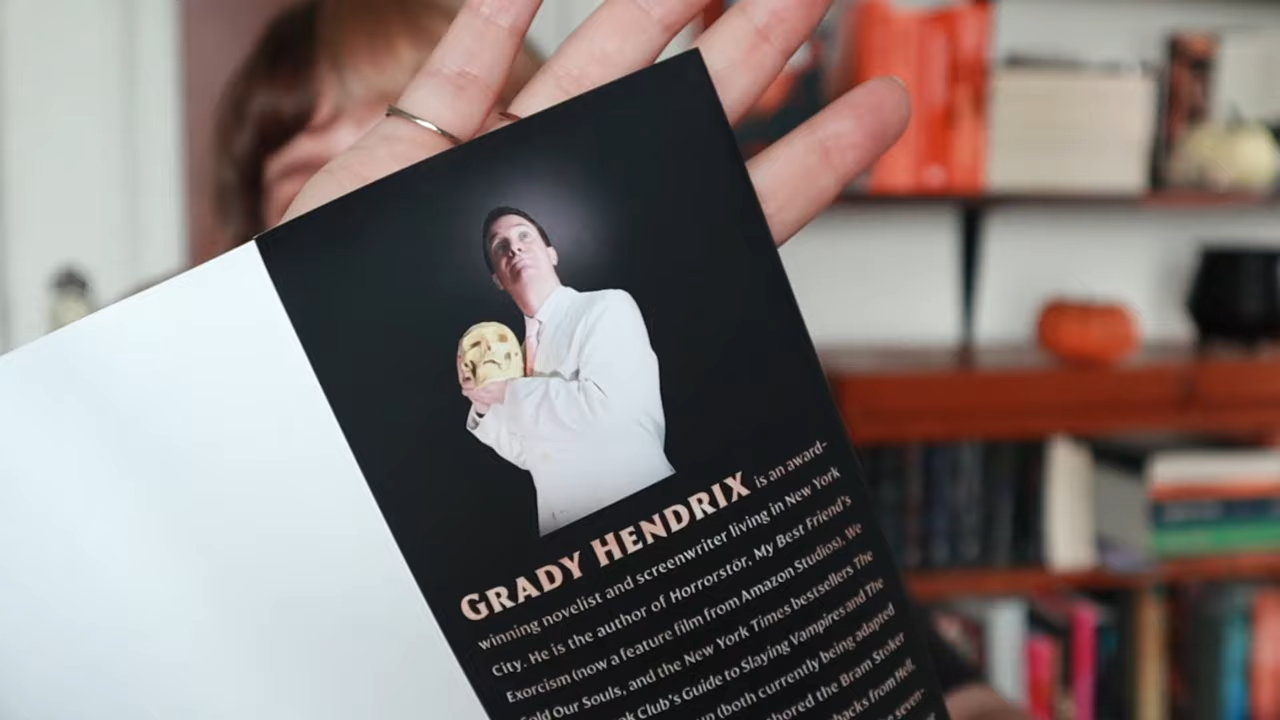 GRADY HENDRIX is an award-
winning novelist and screenwriter living in New York
City. He is the author of Horrorstör, My Best Friend's
Exorcism (now a feature film from Amazon Studios), We
Sold Our Souls, and the New York Times bestsellers The
Club's Guide to Slaying Vampires and The
(both currently being adapted
the Bram Stoker
from Hell,
seven-